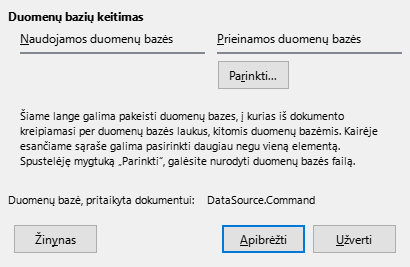 Duomenų bazių keitimas
Naudojamos duomenų bazės Prieinamos duomenų bazės
Parinkti...
Šiame lange galima pakeisti duomenų bazes, į kurias iš dokumento
kreipiamasi per duomenų bazės laukus, kitomis duomenų bazėmis. Kairėje
esančiame sąraše galima pasirinkti daugiau negu vieną elementą.
Spustelėję mygtuką „Parinkti“, galėsite nurodyti duomenų bazės failą.
Duomenų bazė, pritaikyta dokumentui: DataSource.Command
Žinynas Apibrėžti Užverti